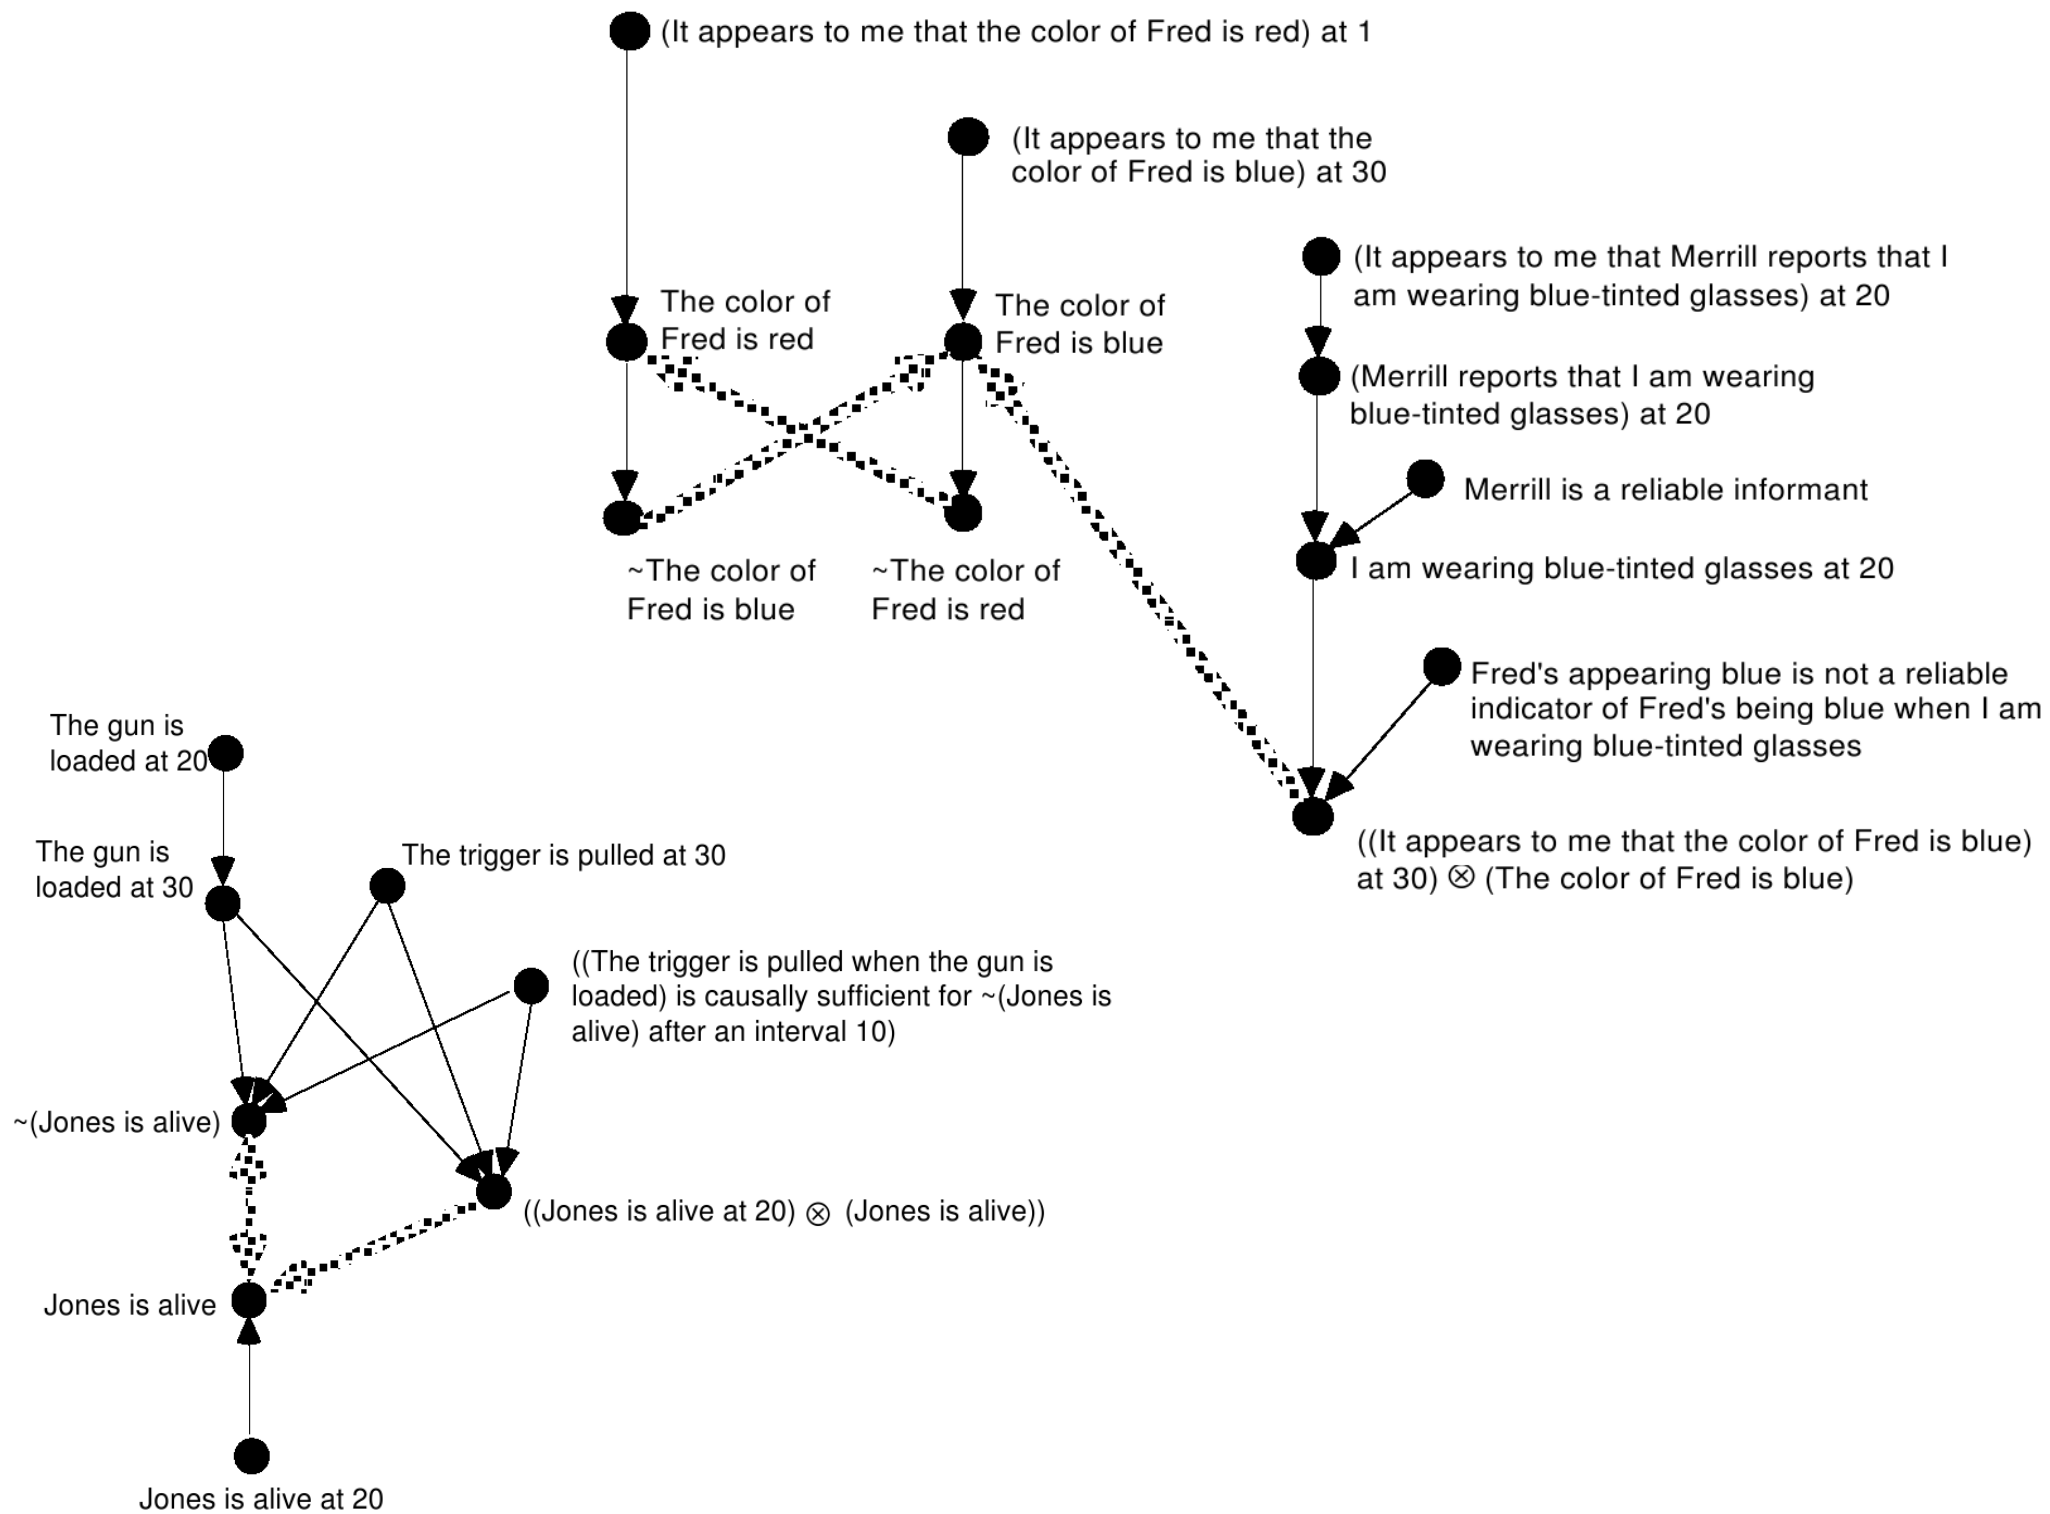 (It appears to me that the color of Fred is red) at 1
(It appears to me that the
color of Fred is blue) at 30
(It appears to me that Merrill reports that I
am wearing blue-tinted glasses) at 20
The color of
Fred is red
The color of
Fred is blue
(Merrill reports that I am wearing
blue-tinted glasses) at 20
Merrill is a reliable informant
I am wearing blue-tinted glasses at 20
~The color of
Fred is blue
~The color of
Fred is red
Fred's appearing blue is not a reliable
indicator of Fred's being blue when I am
wearing blue-tinted glasses
((It appears to me that the color of Fred is blue)
at 30) ⊗ (The color of Fred is blue)
The gun is
loaded at 20
The gun is
loaded at 30
The trigger is pulled at 30
((The trigger is pulled when the gun is
loaded) is causally sufficient for ~(Jones is
alive) after an interval 10)
~(Jones is alive)
((Jones is alive at 20) ⊗ (Jones is alive))
Jones is alive
Jones is alive at 20